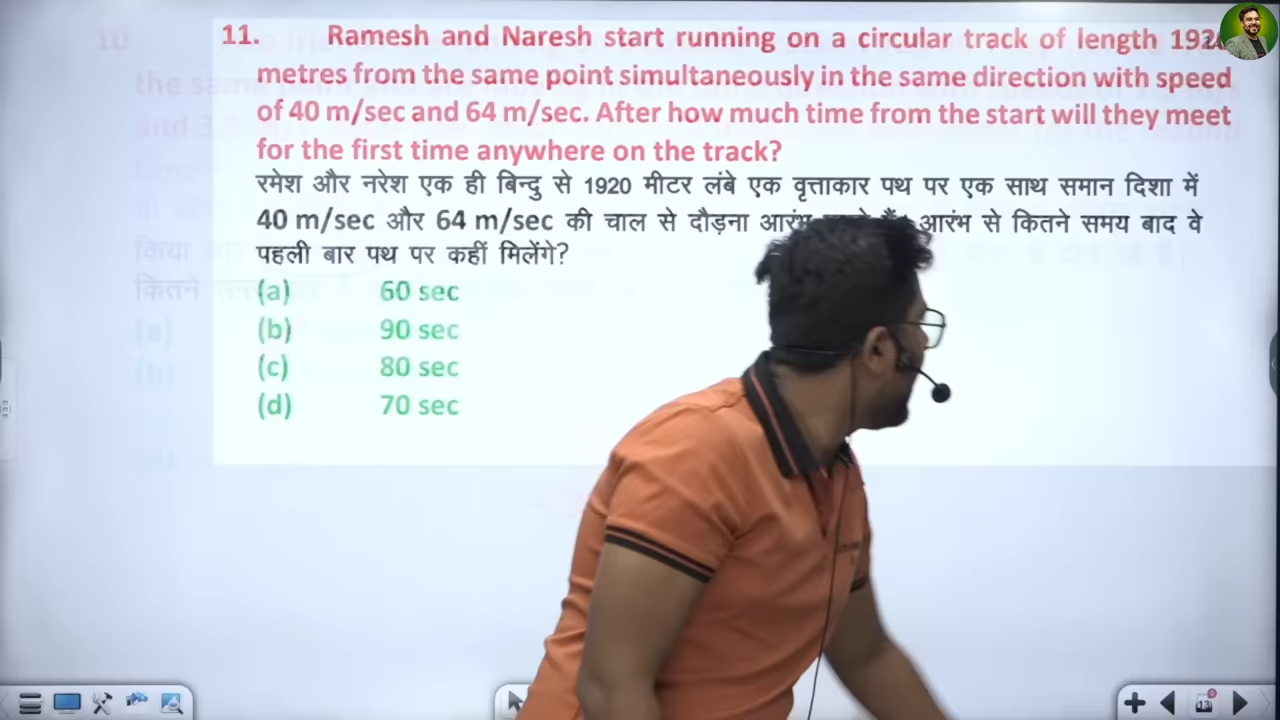 11. Ramesh and Naresh start running on a circular track of length
metres from the same point simultaneously in the same direction with speed
of 40 m/sec and 64 m/sec. After how much time from the start will they meet
for the first time anywhere on the track?
रमेश और नरेश एक ही बिन्दु से 1920 मीटर लंबे एक वृत्ताकार पथ पर एक साथ समान दिशा में
40 m/sec और 64 m/sec की चाल से दौड़ना आरंभ आरंभ से कितने समय बाद वे
पहली बार पथ पर कहीं मिलेंगे?
(a) 60 sec
(b) 90 sec
(c) 80 sec
(d) 70 sec